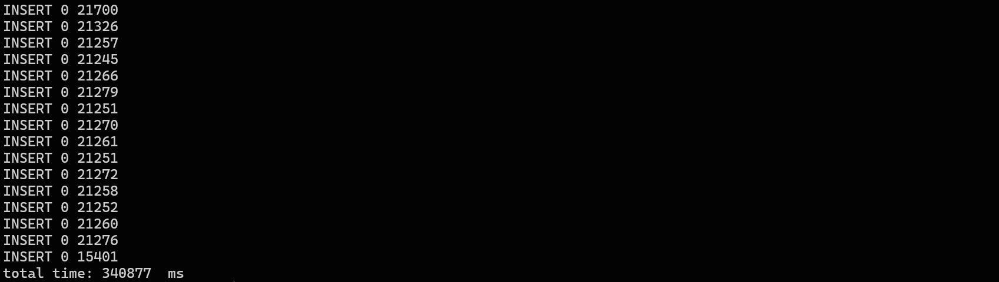 INSERT 0 21700
INSERT 0 21326
INSERT 0 21257
INSERT 0 21245
INSERT 0 21266
INSERT 0 21279
INSERT 0 21251
INSERT 0 21270
INSERT 0 21261
INSERT 0 21251
INSERT 0 21272
INSERT 0 21258
INSERT 0 21252
INSERT 0 21260
INSERT 0 21276
INSERT 0 15401
total time: 340877  ms